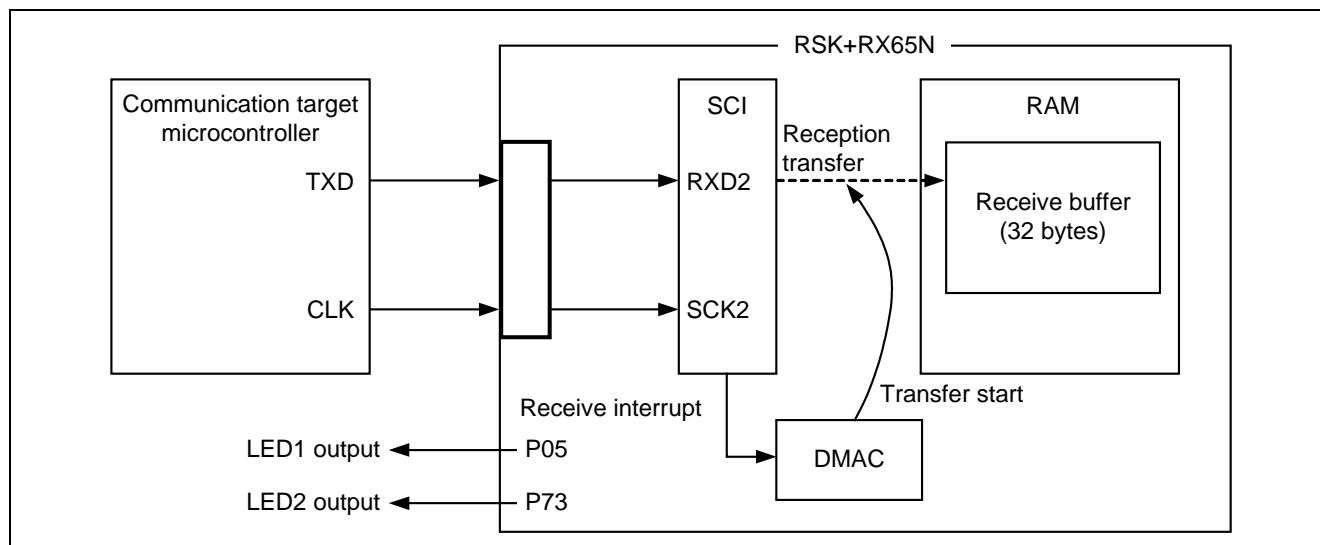 RSK+RX65N
Communication target
microcontroller
TXD
CLK
SCI
RXD2
SCK2
Reception
transfer
RAM
Receive buffer
(32 bytes)
Receive interrupt
Transfer start
DMAC
LED1 output
P05
LED2 output
P73